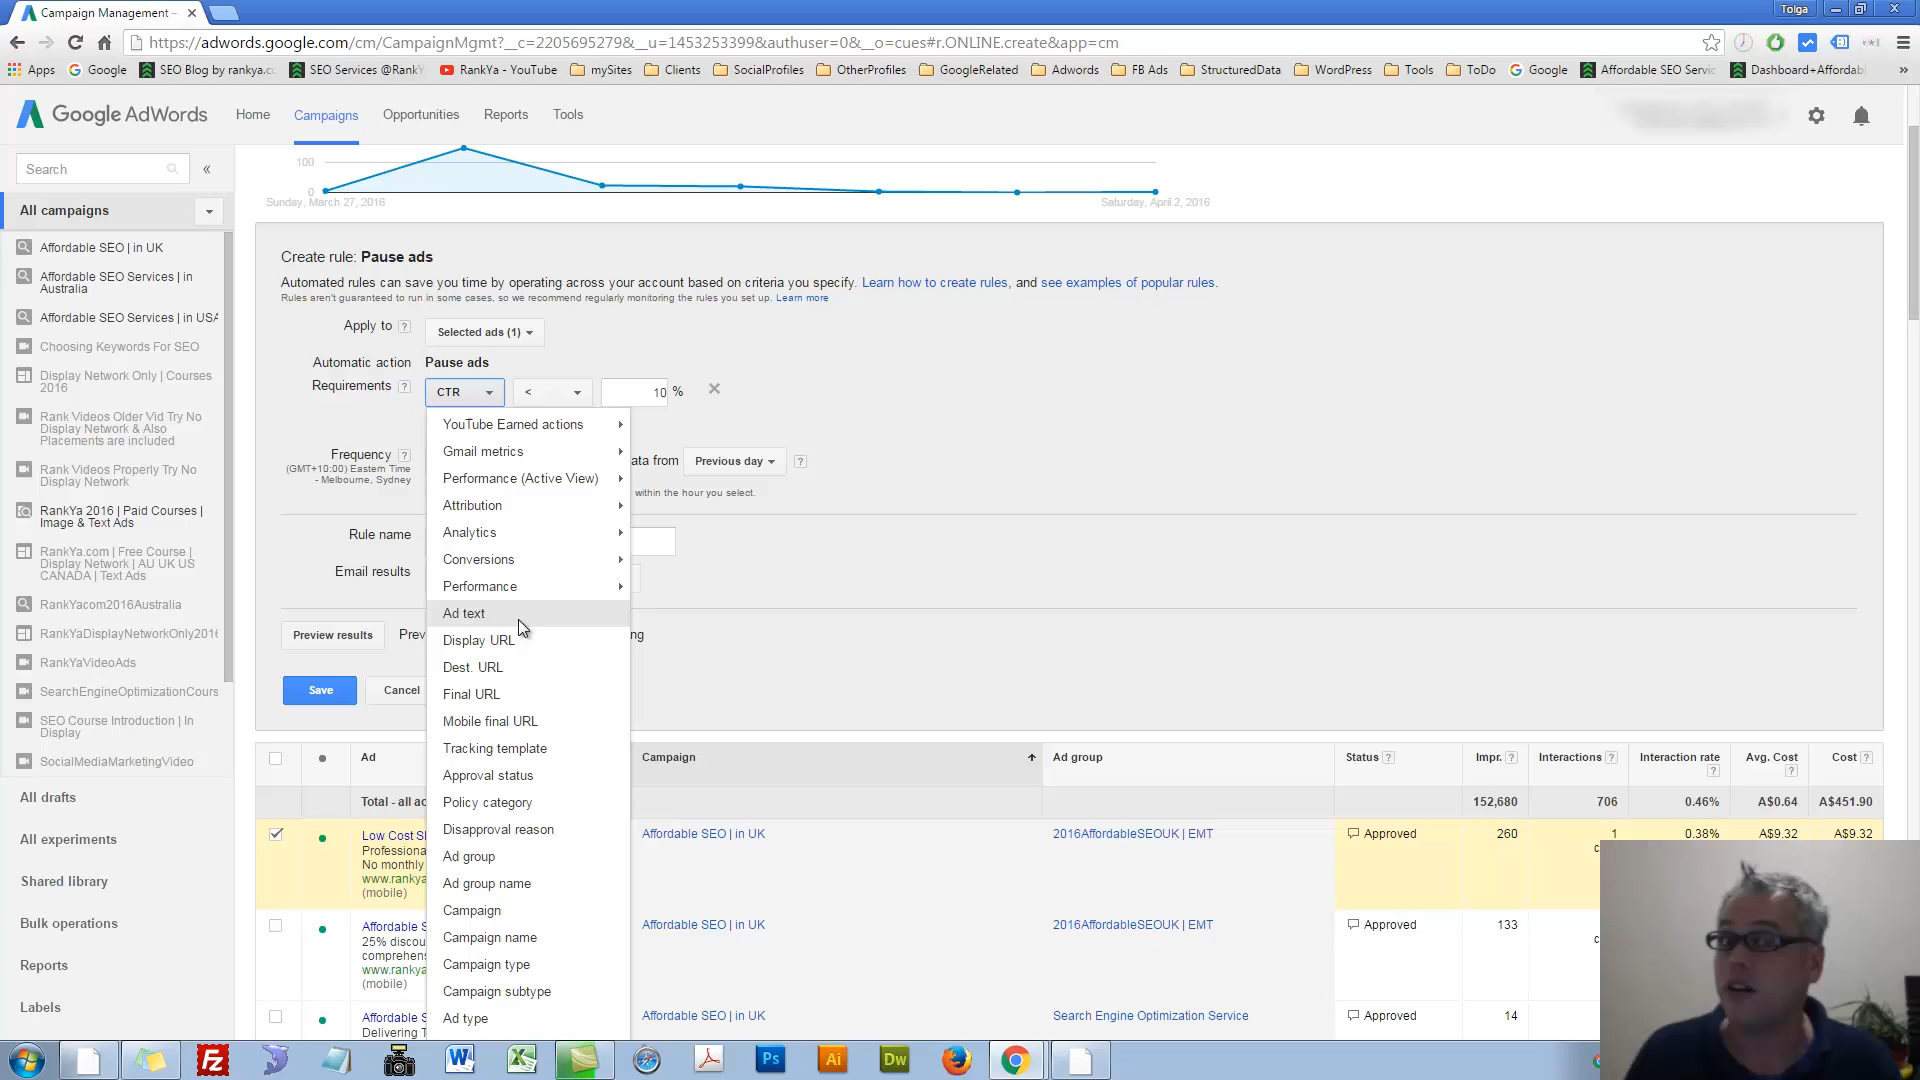 Campaign Management -
Tolga
https://adwords.google.com/cm/CampaignMgmt?__c=2205695279&__u=1453253399&authuser=0&__o=cues#r.ONLINE.create&app=cm
Apps Google SEO Blog by rankya.c SEO Services @RankY RankYa - YouTube mySites Clients SocialProfiles OtherProfiles GoogleRelated Adwords FB Ads StructuredData WordPress Tools ToDo Google Affordable SEO Servic Dashboard+Affordabl »
Google AdWords Home Campaigns Opportunities Reports Tools
Search «
100
0
Sunday, March 27, 2016 Saturday, April 2, 2016
All campaigns
Affordable SEO | in UK
Affordable SEO Services | in
Australia
Affordable SEO Services | in USA
Choosing Keywords For SEO
Display Network Only | Courses
2016
Rank Videos Older Vid Try No
Display Network & Also
Placements are included
Rank Videos Properly Try No
Display Network
RankYa 2016 | Paid Courses |
Image & Text Ads
RankYa.com | Free Course |
Display Network | AU UK US
CANADA | Text Ads
RankYacom2016Australia
RankYaDisplayNetworkOnly2016
RankYaVideoAds
SearchEngineOptimizationCours
SEO Course Introduction | In
Display
SocialMediaMarketingVideo
All drafts
All experiments
Shared library
Bulk operations
Reports
Labels
Create rule: Pause ads
Automated rules can save you time by operating across your account based on criteria you specify. Learn how to create rules, and see examples of popular rules.
Rules aren't guaranteed to run in some cases, so we recommend regularly monitoring the rules you set up. Learn more
Apply to ? Selected ads (1)
Automatic action Pause ads
Requirements ? CTR < 10 %
Frequency ? ata from Previous day ?
(GMT+10:00) Eastern Time
- Melbourne, Sydney
within the hour you select.
Rule name
Email results
Preview results Prev ng
Save Cancel
YouTube Earned actions
Gmail metrics
Performance (Active View)
Attribution
Analytics
Conversions
Performance
Ad text
Display URL
Dest. URL
Final URL
Mobile final URL
Tracking template
Approval status
Policy category
Disapproval reason
Ad group
Ad group name
Campaign
Campaign name
Campaign type
Campaign subtype
Ad type
Ad Campaign Ad group Status ? Impr. ? Interactions ? Interaction rate ? Avg. Cost ? Cost ?
Total - all ac 152,680 706 0.46% A$0.64 A$451.90
Low Cost S Affordable SEO | in UK 2016AffordableSEOUK | EMT Approved 260 1 0.38% A$9.32 A$9.32
Professiona c
No monthly
www.rankya
(mobile)
Affordable S Affordable SEO | in UK 2016AffordableSEOUK | EMT Approved 133
25% discou c
comprehens
www.rankya
(mobile)
Affordable S Affordable SEO | in UK Search Engine Optimization Service Approved 14
Delivering T
Fz W X Ps Ai Dw